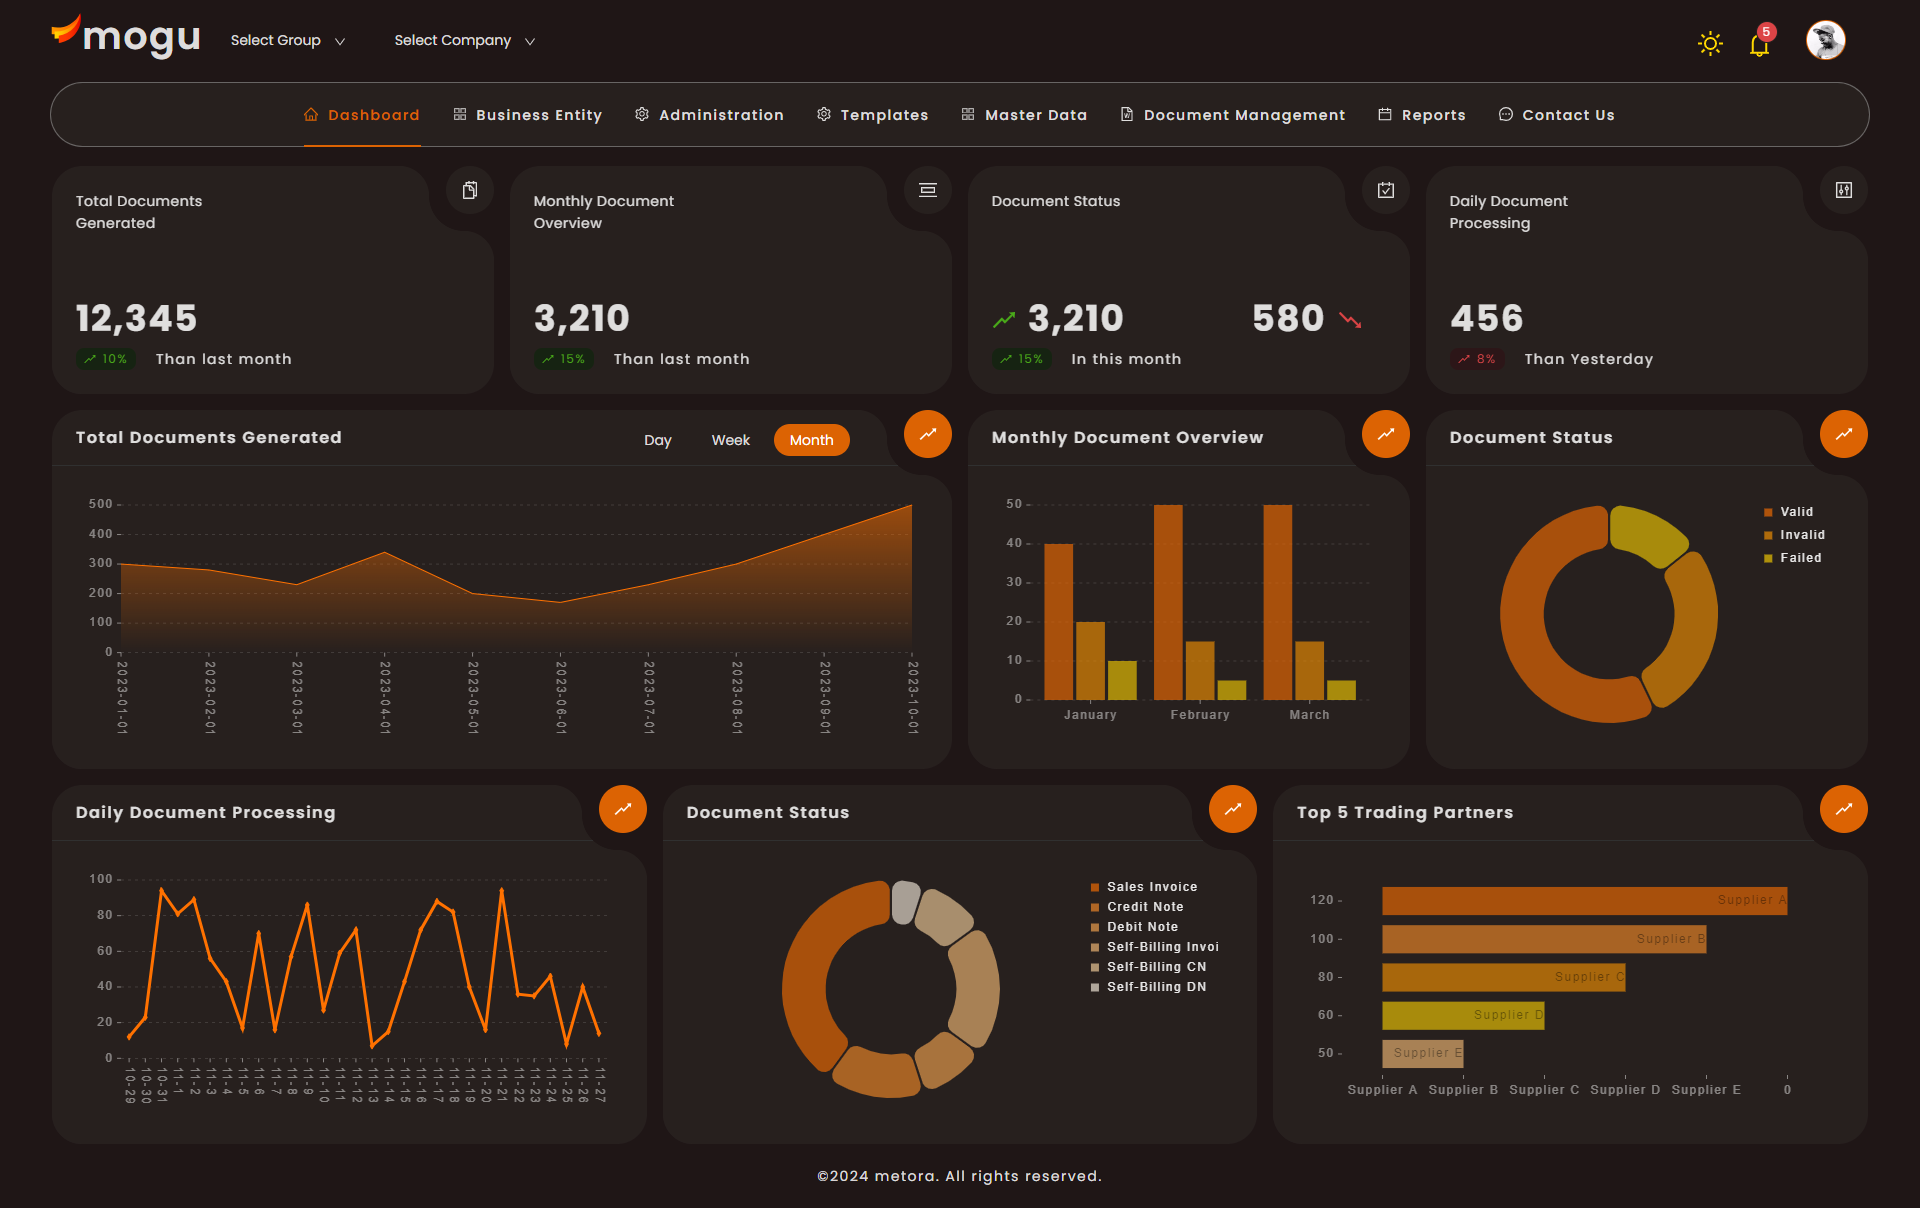 mogu
Select Group
Select Company
5
Dashboard
Business Entity
Administration
Templates
Master Data
Document Management
Reports
Contact Us
Total Documents
Generated
12,345
10%
Than last month
Monthly Document
Overview
3,210
15%
Than last month
Document Status
3,210
580
15%
In this month
Daily Document
Processing
456
8%
Than Yesterday
Total Documents Generated
Day
Week
Month
500
400
300
200
100
0
2023-01-01
2023-02-01
2023-03-01
2023-04-01
2023-05-01
2023-06-01
2023-07-01
2023-08-01
2023-09-01
2023-10-01
Monthly Document Overview
50
40
30
20
10
0
January
February
March
Document Status
Valid
Invalid
Failed
Daily Document Processing
100
80
60
40
20
0
10-29
10-30
10-31
11-1
11-2
11-3
11-4
11-5
11-6
11-7
11-8
11-9
11-10
11-11
11-12
11-13
11-14
11-15
11-16
11-17
11-18
11-19
11-20
11-21
11-22
11-23
11-24
11-25
11-26
11-27
Document Status
Sales Invoice
Credit Note
Debit Note
Self-Billing Invoi
Self-Billing CN
Self-Billing DN
Top 5 Trading Partners
120
Supplier A
100
Supplier B
80
Supplier C
60
Supplier D
50
Supplier E
Supplier A
Supplier B
Supplier C
Supplier D
Supplier E
0
©2024 metora. All rights reserved.